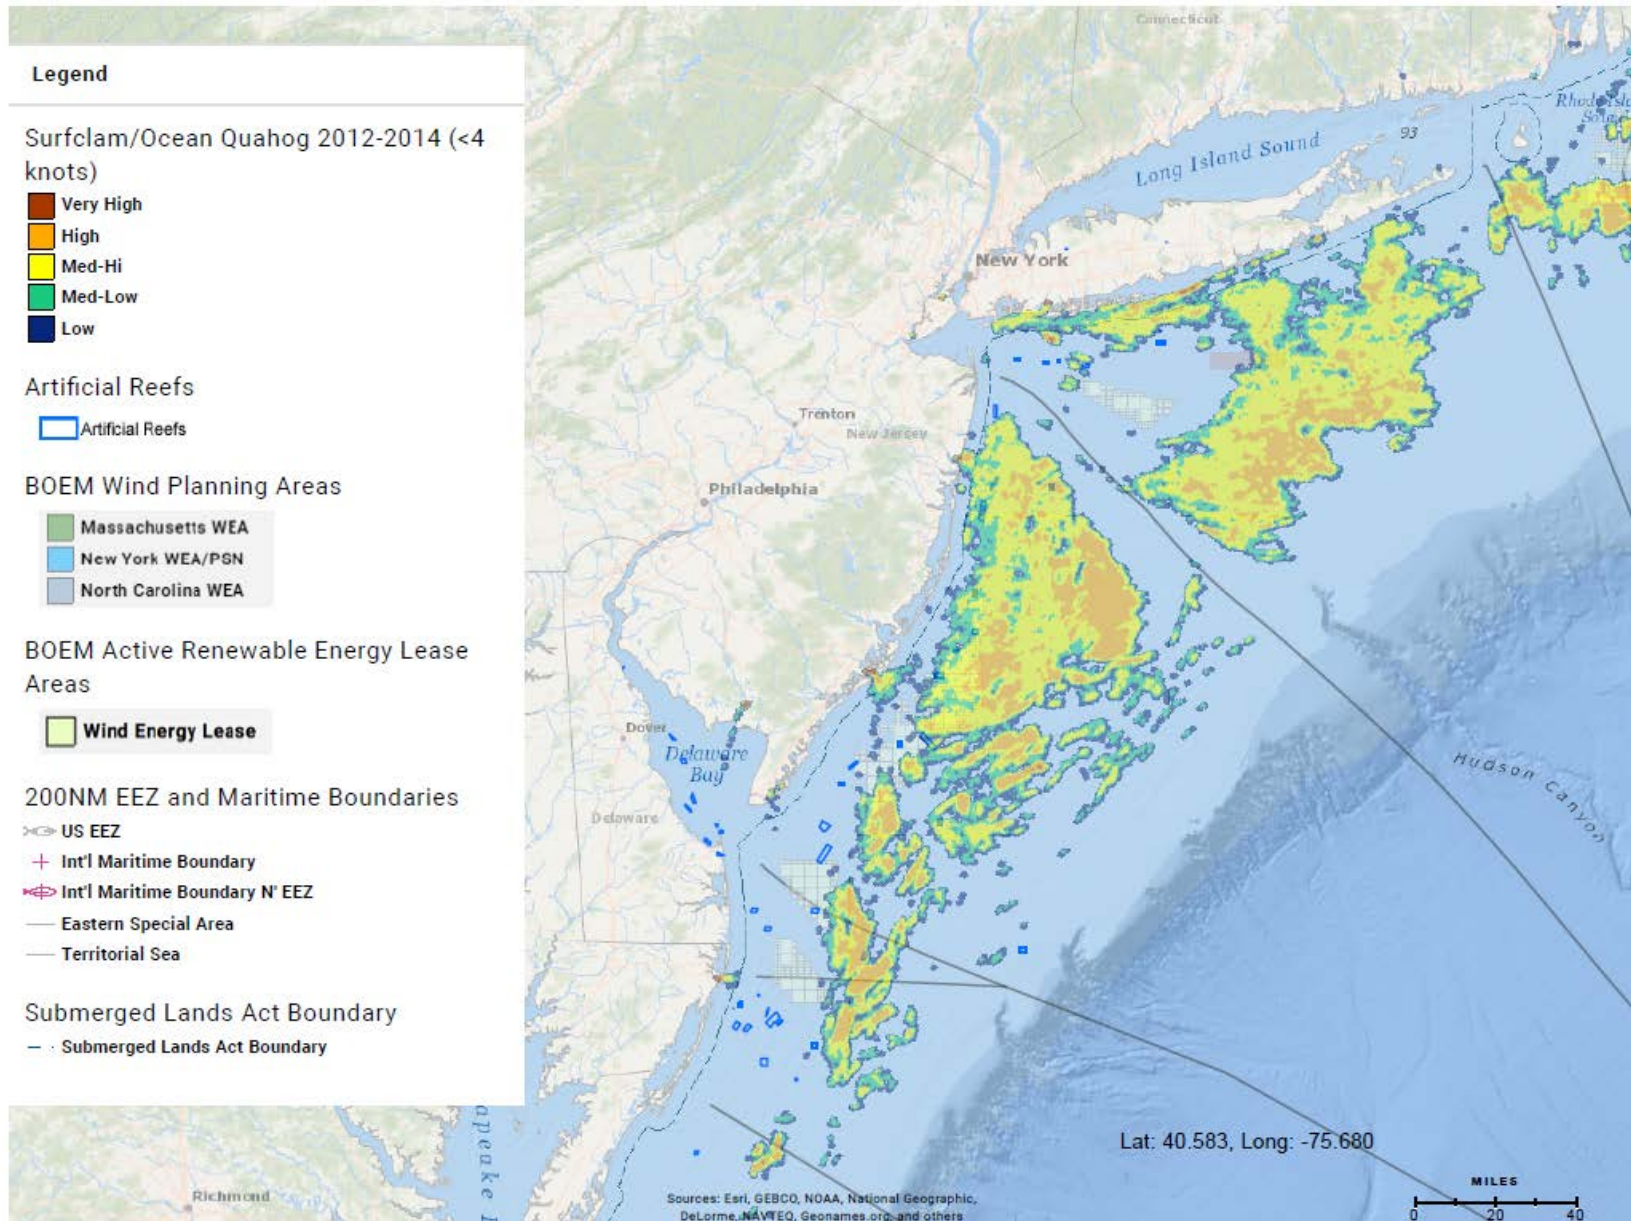 Legend
Surfclam/Ocean Quahog 2012-2014 (<4
knots)
Very High
High
Med-Hi
Med-Low
Low
Artificial Reefs
Artificial Reefs
BOEM Wind Planning Areas
Massachusetts WEA
New York WEA/PSN
North Carolina WEA
BOEM Active Renewable Energy Lease
Areas
Wind Energy Lease
200NM EEZ and Maritime Boundaries
US EEZ
Int'l Maritime Boundary
Int'l Maritime Boundary N' EEZ
Eastern Special Area
Territorial Sea
Submerged Lands Act Boundary
Submerged Lands Act Boundary
Connecticut
Long Island Sound
93
New York
Trenton
New Jersey
Philadelphia
Dover
Delaware
Bay
Delaware
Hudson Canyon
Richmond
Lat: 40.583, Long: -75.680
MILES
0 20 40
Sources: Esri, GEBCO, NOAA, National Geographic,
DeLorme, NAVTEQ, Geonames.org, and others